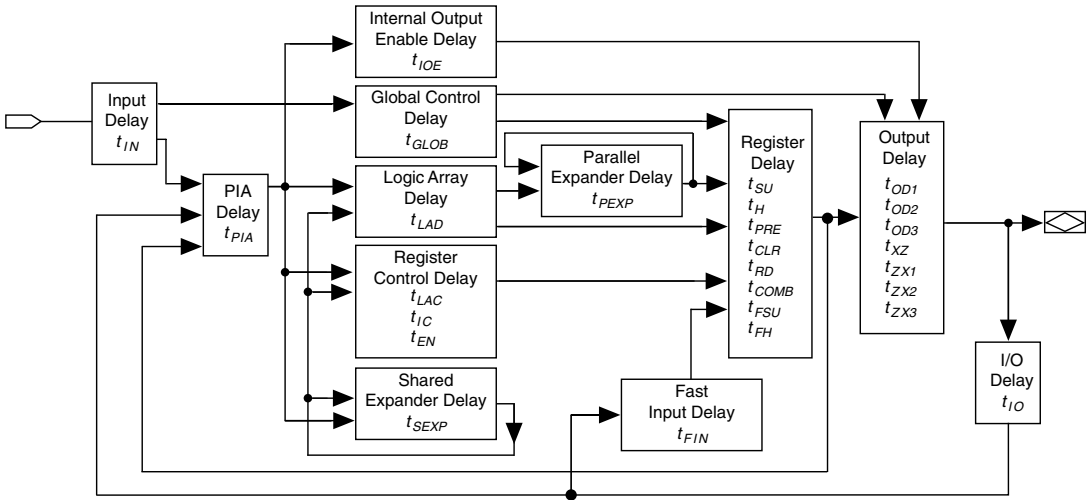 Internal Output
Enable Delay
tIOE
Input
Delay
tIN
Global Control
Delay
tGLOB
PIA
Delay
tPIA
Logic Array
Delay
tLAD
Parallel
Expander Delay
tPEXP
Register
Delay
tSU
tH
tPRE
tCLR
tRD
tCOMB
tFSU
tFH
Output
Delay
tOD1
tOD2
tOD3
tXZ
tZX1
tZX2
tZX3
Register
Control Delay
tLAC
tIC
tEN
Shared
Expander Delay
tSEXP
Fast
Input Delay
tFIN
I/O
Delay
tIO